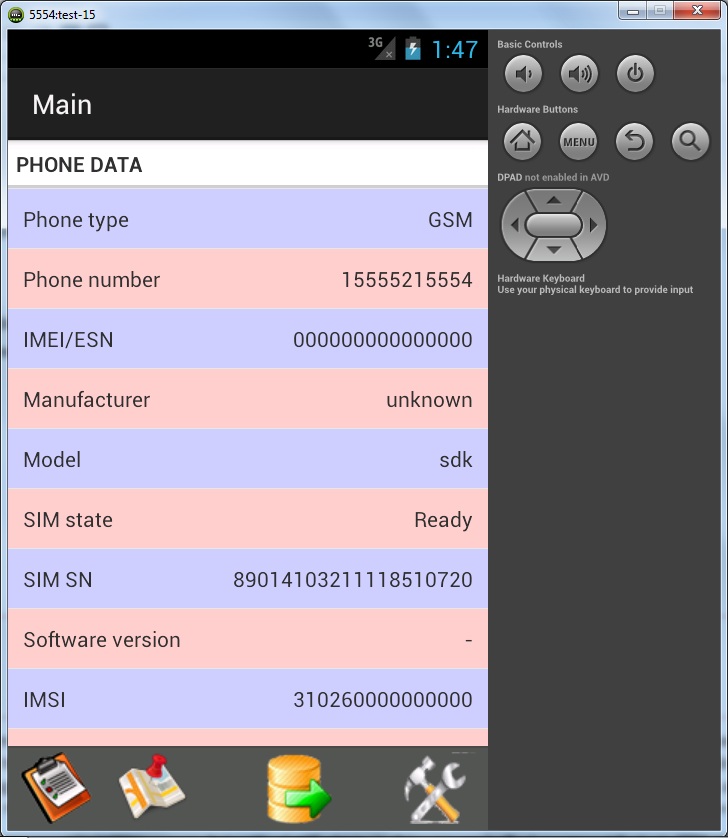 5554:test-15
3G 1:47
Main
PHONE DATA
Phone type GSM
Phone number 15555215554
IMEI/ESN 000000000000000
Manufacturer unknown
Model sdk
SIM state Ready
SIM SN 89014103211118510720
Software version -
IMSI 310260000000000
Basic Controls
Hardware Buttons
MENU
DPAD not enabled in AVD
Hardware Keyboard
Use your physical keyboard to provide input